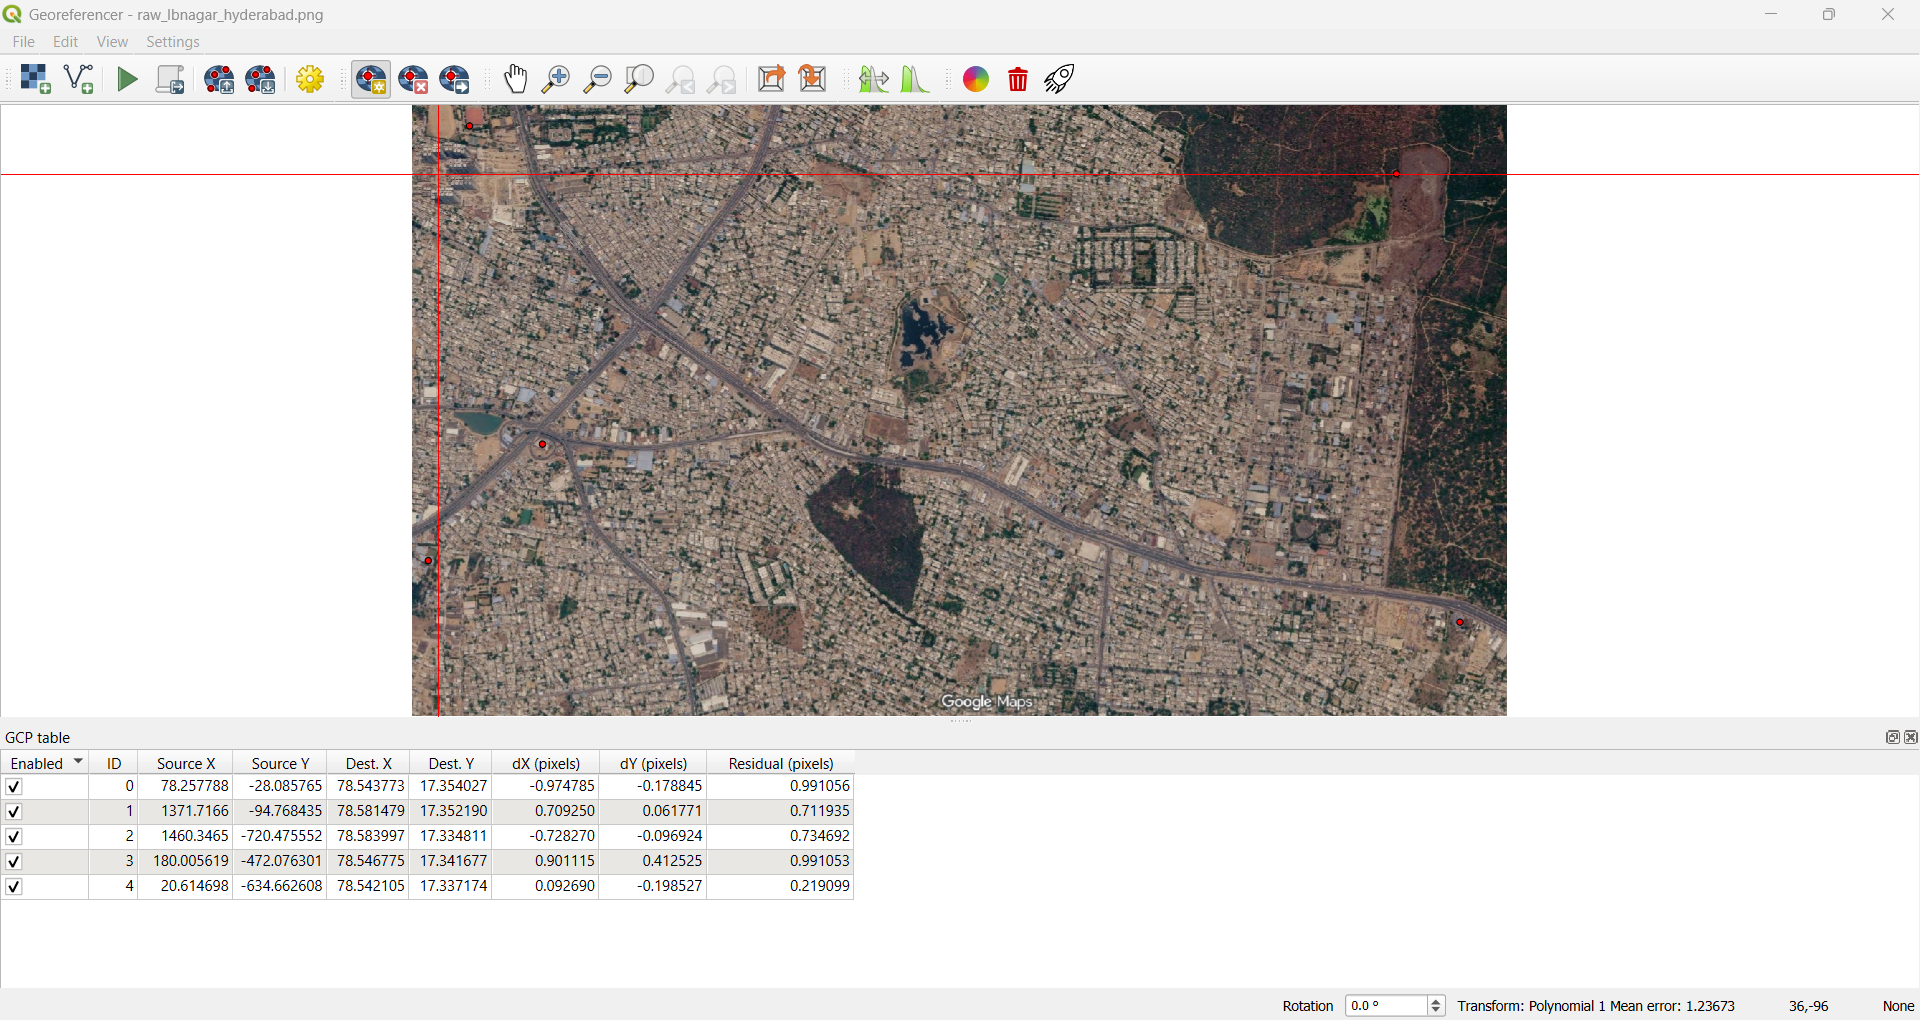 Georeferencer - raw_lbnagar_hyderabad.png
File Edit View Settings
Google Maps
GCP table
Enabled ID Source X Source Y Dest. X Dest. Y dX (pixels) dY (pixels) Residual (pixels)
0 78.257788 -28.085765 78.543773 17.354027 -0.974785 -0.178845 0.991056
1 1371.7166 -94.768435 78.581479 17.352190 0.709250 0.061771 0.711935
2 1460.3465 -720.475552 78.583997 17.334811 -0.728270 -0.096924 0.734692
3 180.005619 -472.076301 78.546775 17.341677 0.901115 0.412525 0.991053
4 20.614698 -634.662608 78.542105 17.337174 0.092690 -0.198527 0.219099
Rotation 0.0 ° Transform: Polynomial 1 Mean error: 1.23673 36,-96 None